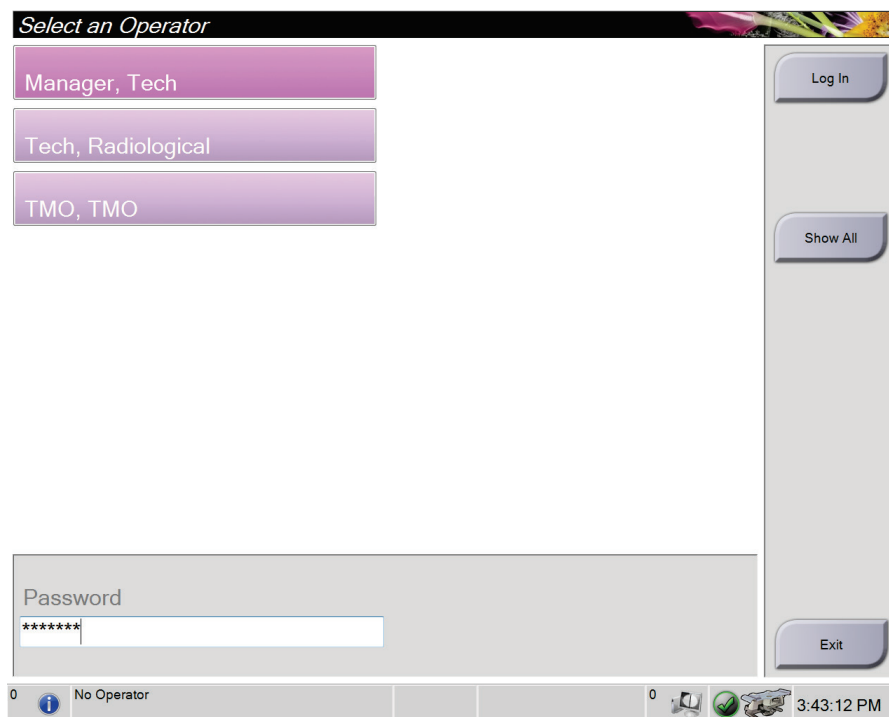 Select an Operator
Manager, Tech
Log In
Tech, Radiological
TMO, TMO
Show All
Password
*******
Exit
0
No Operator
0
3:43:12 PM